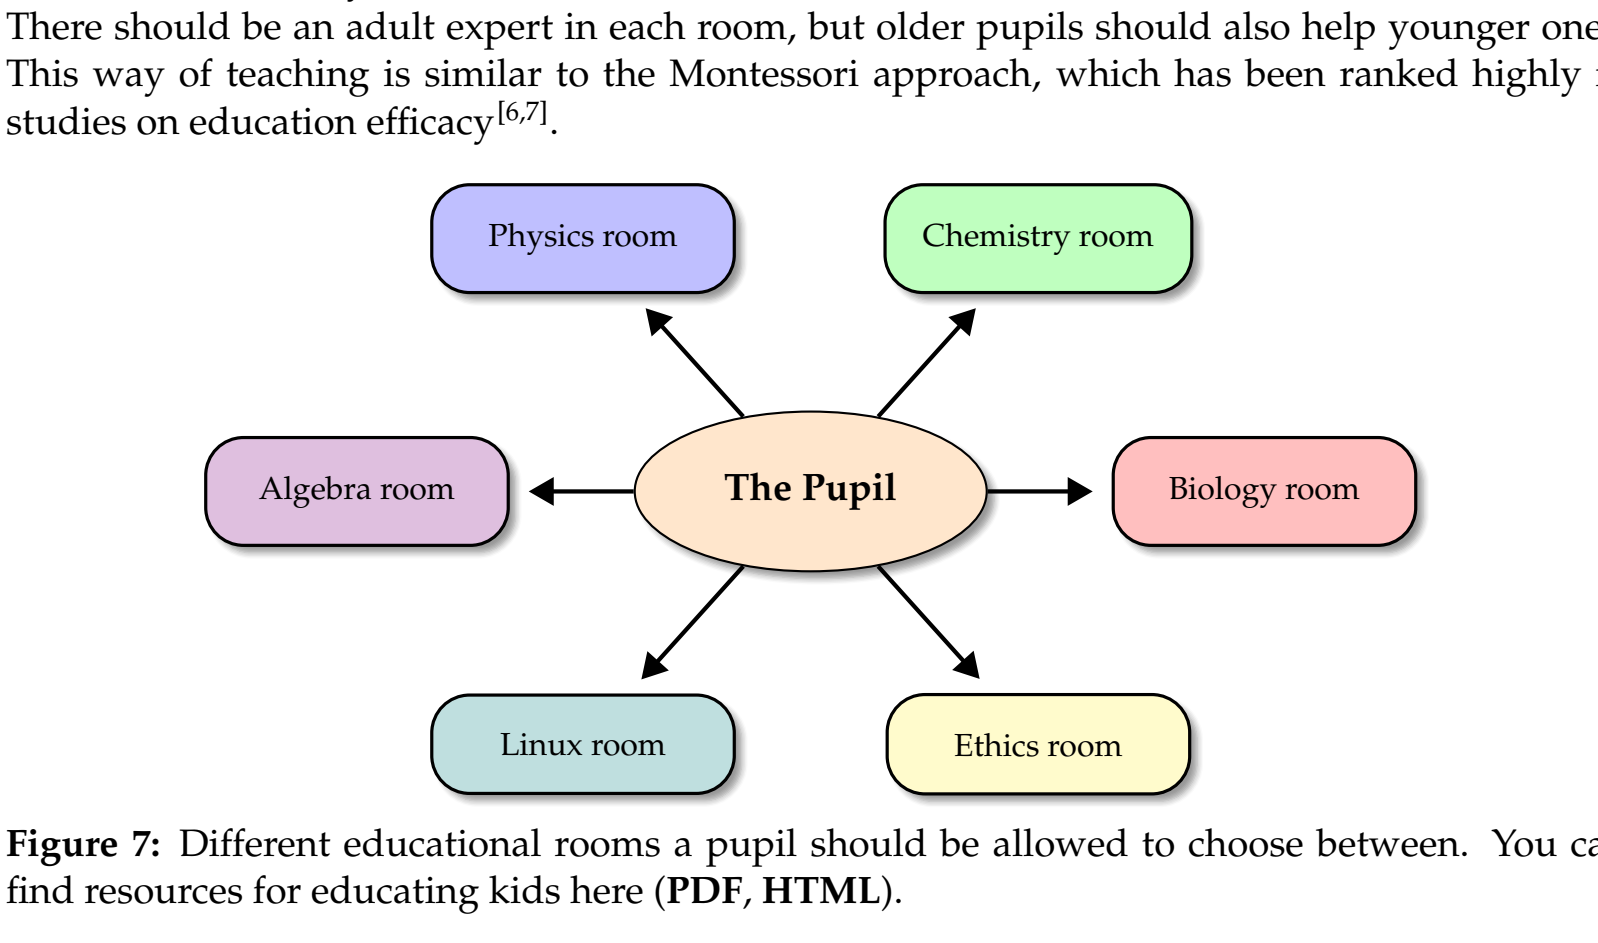 There should be an adult expert in each room, but older pupils should also help younger one
This way of teaching is similar to the Montessori approach, which has been ranked highly
studies on education efficacy[6,7].
Physics room
Chemistry room
Algebra room
The Pupil
Biology room
Linux room
Ethics room
Figure 7: Different educational rooms a pupil should be allowed to choose between. You ca
find resources for educating kids here (PDF, HTML).